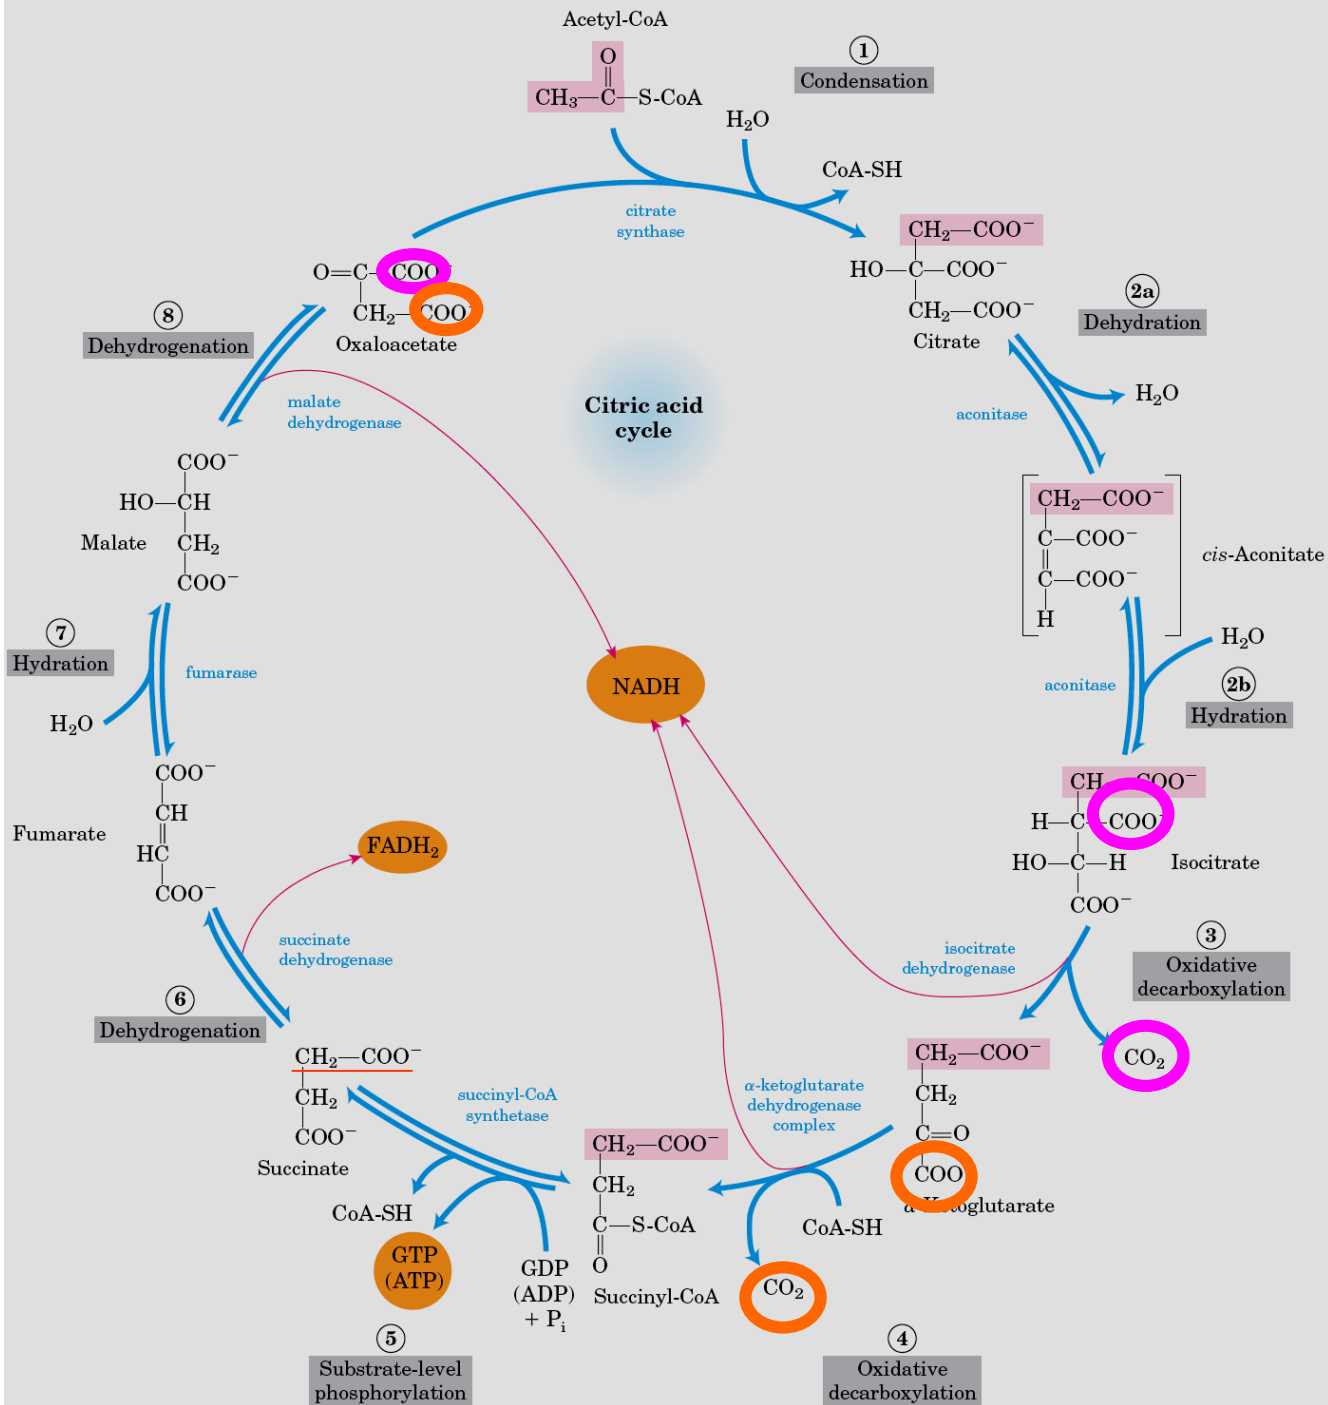 Acetyl-CoA
O
CH₃—C—S-CoA
1
Condensation
H₂O
CoA-SH
citrate
synthase
CH₂—COO⁻
HO—C—COO⁻
CH₂—COO⁻
Citrate
2a
Dehydration
H₂O
aconitase
CH₂—COO⁻
C—COO⁻
C—COO⁻
H
cis-Aconitate
H₂O
aconitase
2b
Hydration
CH COO⁻
H—C—COO⁻
HO—C—H
COO⁻
Isocitrate
3
Oxidative
decarboxylation
isocitrate
dehydrogenase
CO₂
CH₂—COO⁻
CH₂
C=O
COO
α-Ketoglutarate
α-ketoglutarate
dehydrogenase
complex
CoA-SH
CO₂
4
Oxidative
decarboxylation
CH₂—COO⁻
CH₂
C—S-CoA
O
Succinyl-CoA
succinyl-CoA
synthetase
GDP
(ADP)
+ Pᵢ
CoA-SH
GTP
(ATP)
5
Substrate-level
phosphorylation
CH₂—COO⁻
CH₂
COO⁻
Succinate
6
Dehydrogenation
succinate
dehydrogenase
FADH₂
COO⁻
CH
HC
COO⁻
Fumarate
7
Hydration
H₂O
fumarase
COO⁻
HO—CH
CH₂
COO⁻
Malate
8
Dehydrogenation
malate
dehydrogenase
O=C—COO⁻
CH₂—COO⁻
Oxaloacetate
Citric acid
cycle
NADH